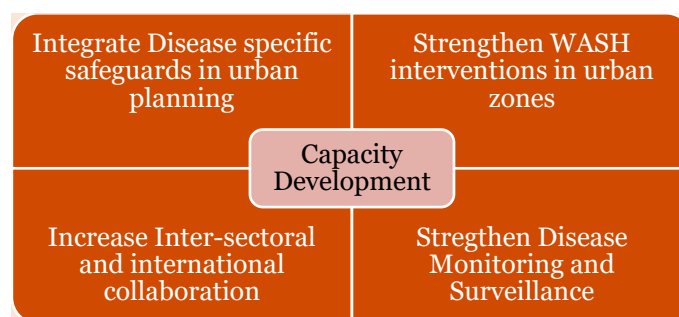 Integrate Disease specific
safeguards in urban
planning
Strengthen WASH
interventions in urban
zones
Capacity
Development
Increase Inter-sectoral
and international
collaboration
Stregthen Disease
Monitoring and
Surveillance